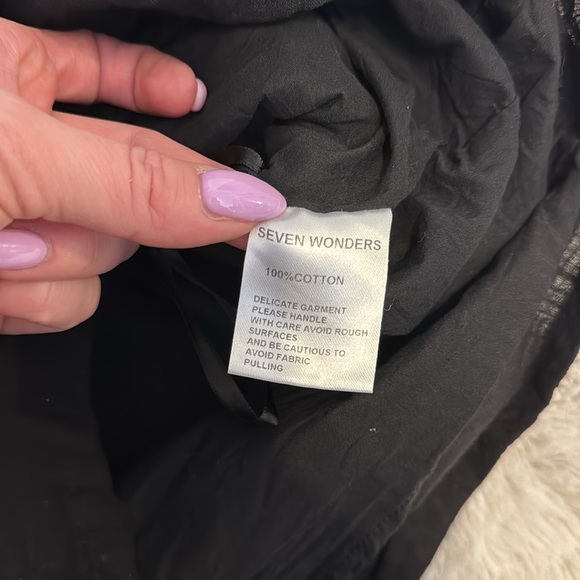 SEVEN WONDERS
100%COTTON
DELICATE GARMENT
PLEASE HANDLE
WITH CARE AVOID ROUGH
SURFACES
AND BE CAUTIOUS TO
AVOID FABRIC
PULLING